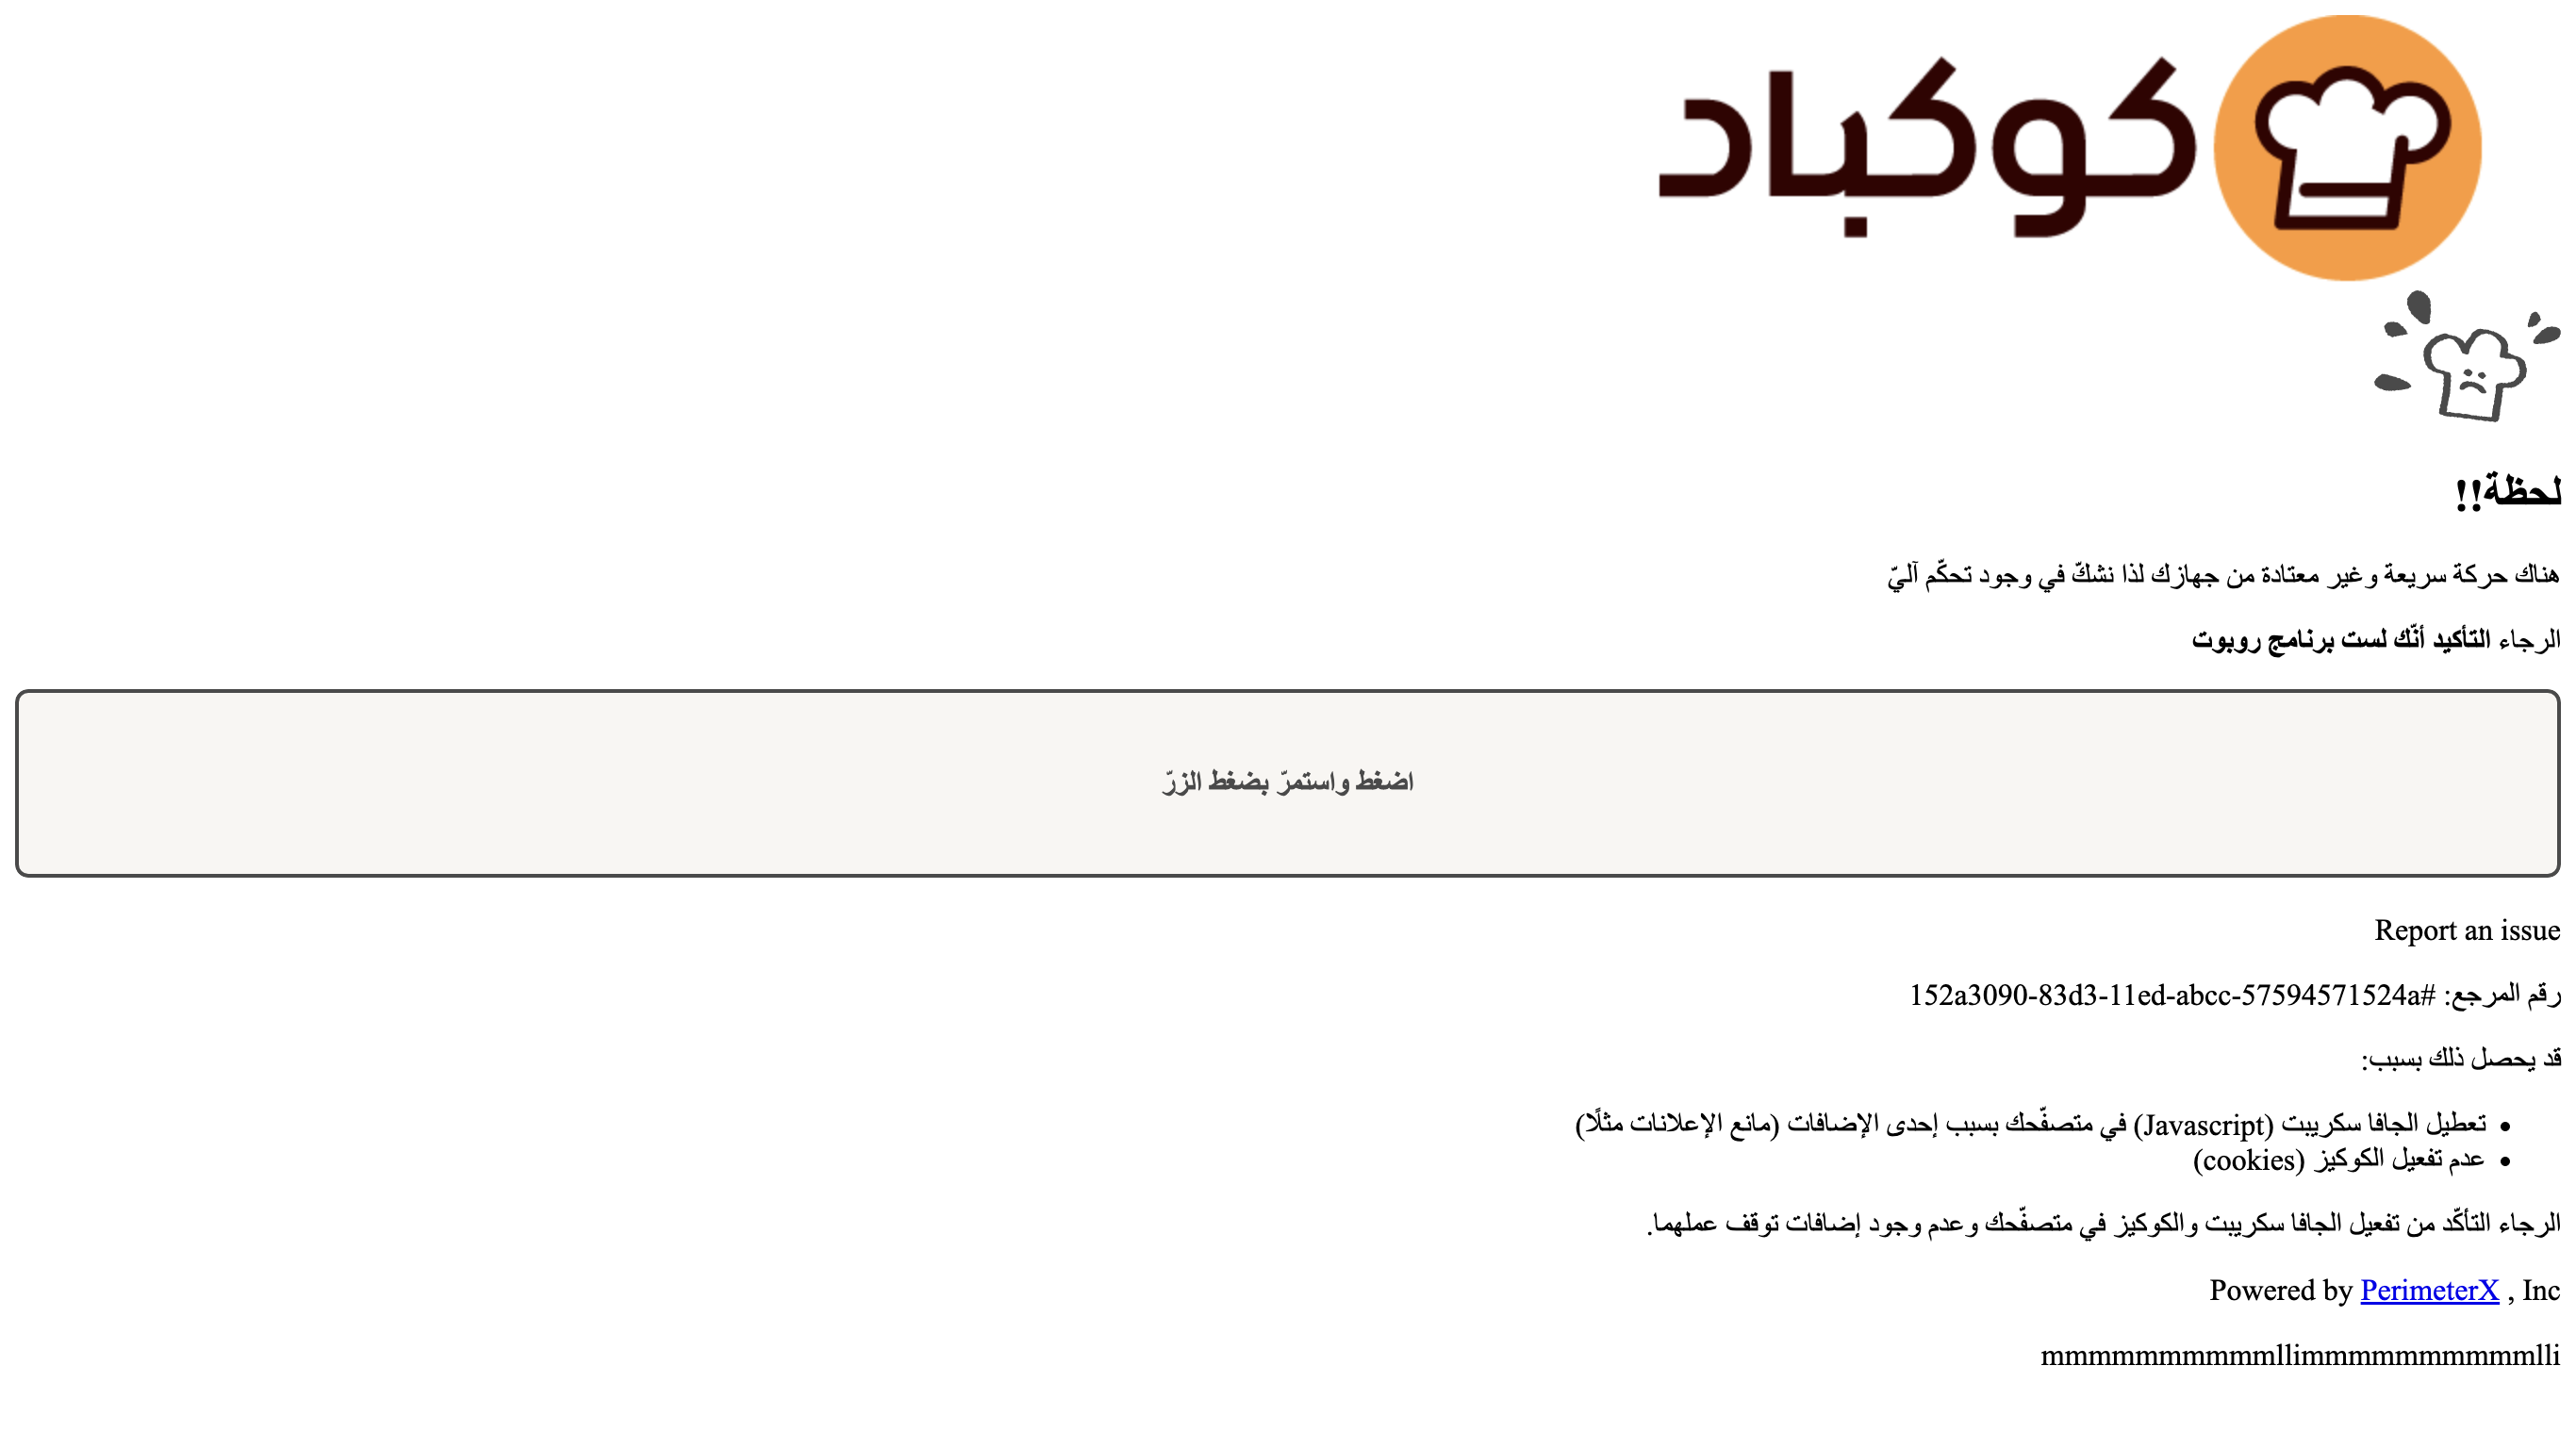 كوكباد
لحظة!!
هناك حركة سريعة وغير معتادة من جهازك لذا نشكّ في وجود تحكّم آليّ
الرجاء التأكيد أنّك لست برنامج روبوت
اضغط واستمرّ بضغط الزرّ
Report an issue
رقم المرجع: #152a3090-83d3-11ed-abcc-57594571524a
قد يحصل ذلك بسبب:
• تعطيل الجافا سكريبت (Javascript) في متصفّحك بسبب إحدى الإضافات (مانع الإعلانات مثلًا)
• عدم تفعيل الكوكيز (cookies)
الرجاء التأكّد من تفعيل الجافا سكريبت والكوكيز في متصفّحك وعدم وجود إضافات توقف عملهما.
Powered by PerimeterX , Inc
mmmmmmmmmmllimmmmmmmmmmlli